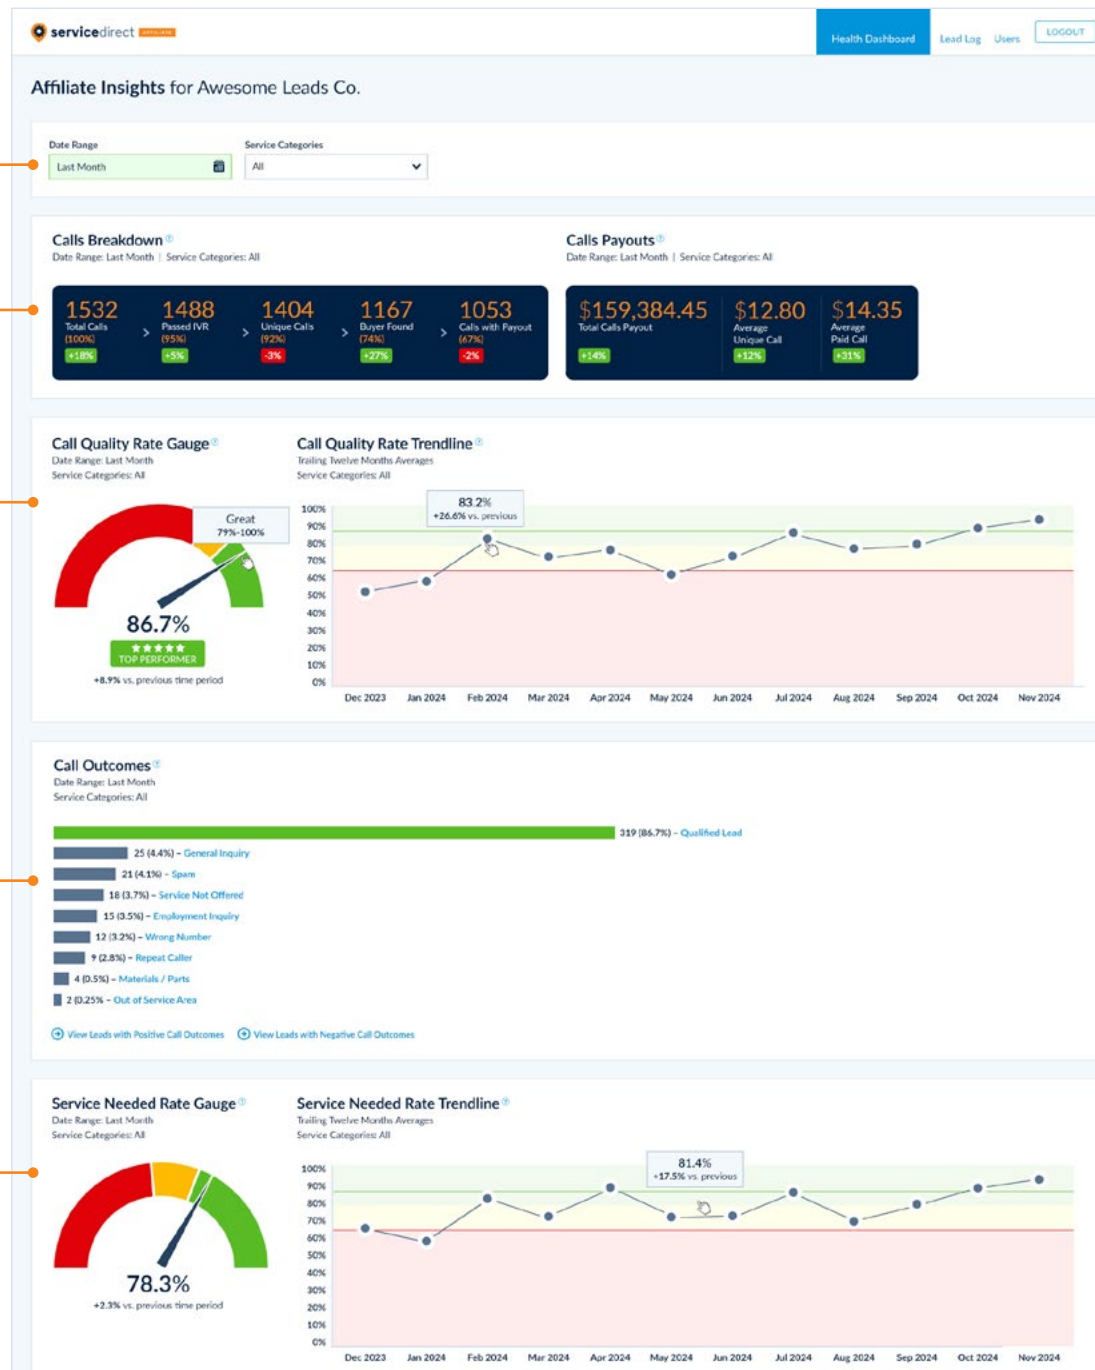 servicedirect AFFILIATE
Health Dashboard
Lead Log
Users
LOGOUT
Affiliate Insights for Awesome Leads Co.
Date Range
Last Month
Service Categories
All
Calls Breakdown
Date Range: Last Month | Service Categories: All
1532
Total Calls
(100%)
+18%
>
1488
Passed IVR
(95%)
+5%
>
1404
Unique Calls
(92%)
-3%
>
1167
Buyer Found
(74%)
+27%
>
1053
Calls with Payout
(67%)
-2%
Calls Payouts
Date Range: Last Month | Service Categories: All
$159,384.45
Total Calls Payout
+14%
$12.80
Average
Unique Call
+12%
$14.35
Average
Paid Call
+31%
Call Quality Rate Gauge
Date Range: Last Month
Service Categories: All
Great
79%-100%
86.7%
★★★★★
TOP PERFORMER
+8.9% vs. previous time period
Call Quality Rate Trendline
Trailing Twelve Months Averages
Service Categories: All
83.2%
+26.6% vs. previous
100%
90%
80%
70%
60%
50%
40%
30%
20%
10%
0%
Dec 2023 Jan 2024 Feb 2024 Mar 2024 Apr 2024 May 2024 Jun 2024 Jul 2024 Aug 2024 Sep 2024 Oct 2024 Nov 2024
Call Outcomes
Date Range: Last Month
Service Categories: All
319 (86.7%) – Qualified Lead
25 (4.4%) – General Inquiry
21 (4.1%) – Spam
18 (3.7%) – Service Not Offered
15 (3.5%) – Employment Inquiry
12 (3.2%) – Wrong Number
9 (2.8%) – Repeat Caller
4 (0.5%) – Materials / Parts
2 (0.25% – Out of Service Area
View Leads with Positive Call Outcomes
View Leads with Negative Call Outcomes
Service Needed Rate Gauge
Date Range: Last Month
Service Categories: All
78.3%
+2.3% vs. previous time period
Service Needed Rate Trendline
Trailing Twelve Months Averages
Service Categories: All
81.4%
+17.5% vs. previous
100%
90%
80%
70%
60%
50%
40%
30%
20%
10%
0%
Dec 2023 Jan 2024 Feb 2024 Mar 2024 Apr 2024 May 2024 Jun 2024 Jul 2024 Aug 2024 Sep 2024 Oct 2024 Nov 2024